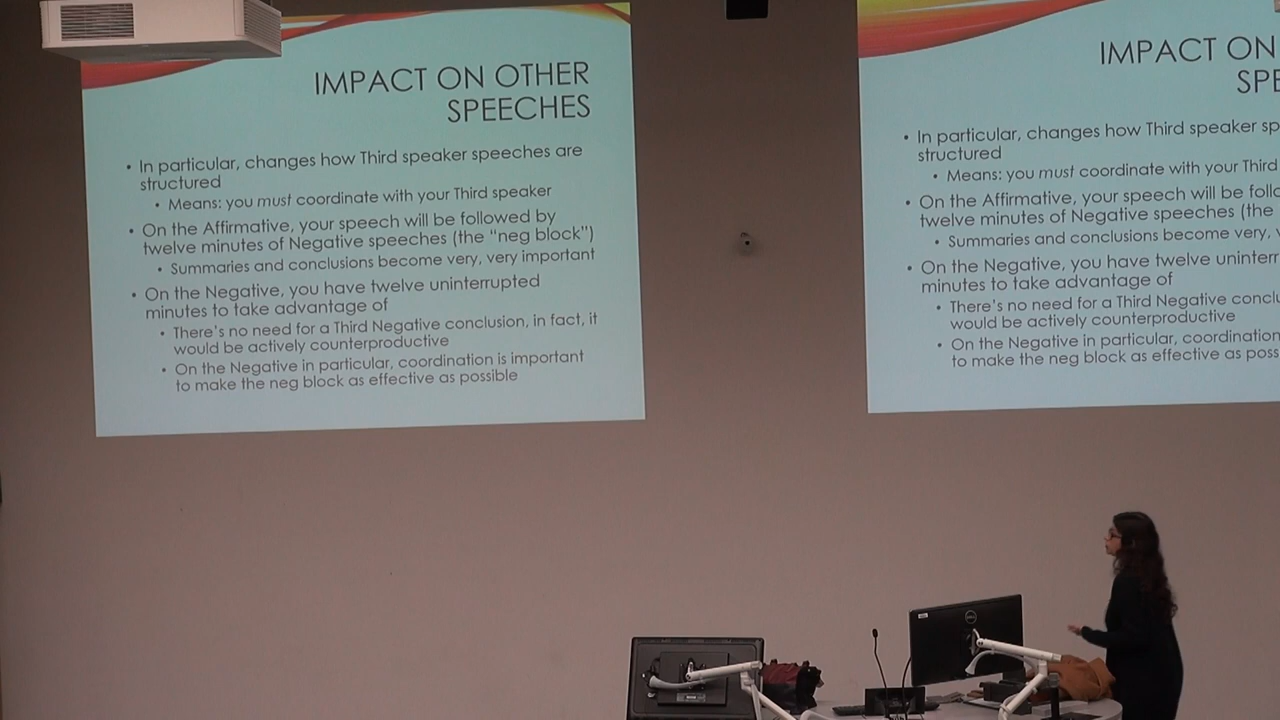 IMPACT ON OTHER
SPEECHES
• In particular, changes how Third speaker speeches are
structured
• Means: you must coordinate with your Third speaker
• On the Affirmative, your speech will be followed by
twelve minutes of Negative speeches (the “neg block”)
• Summaries and conclusions become very, very important
• On the Negative, you have twelve uninterrupted
minutes to take advantage of
• There’s no need for a Third Negative conclusion, in fact, it
would be actively counterproductive
• On the Negative in particular, coordination is important
to make the neg block as effective as possible
IMPACT ON
SPE
• In particular, changes how Third speaker sp
structured
• Means: you must coordinate with your Third
• On the Affirmative, your speech will be follo
twelve minutes of Negative speeches (the
• Summaries and conclusions become very, v
• On the Negative, you have twelve uninterr
minutes to take advantage of
• There’s no need for a Third Negative conclu
would be actively counterproductive
• On the Negative in particular, coordination
to make the neg block as effective as poss
DELL